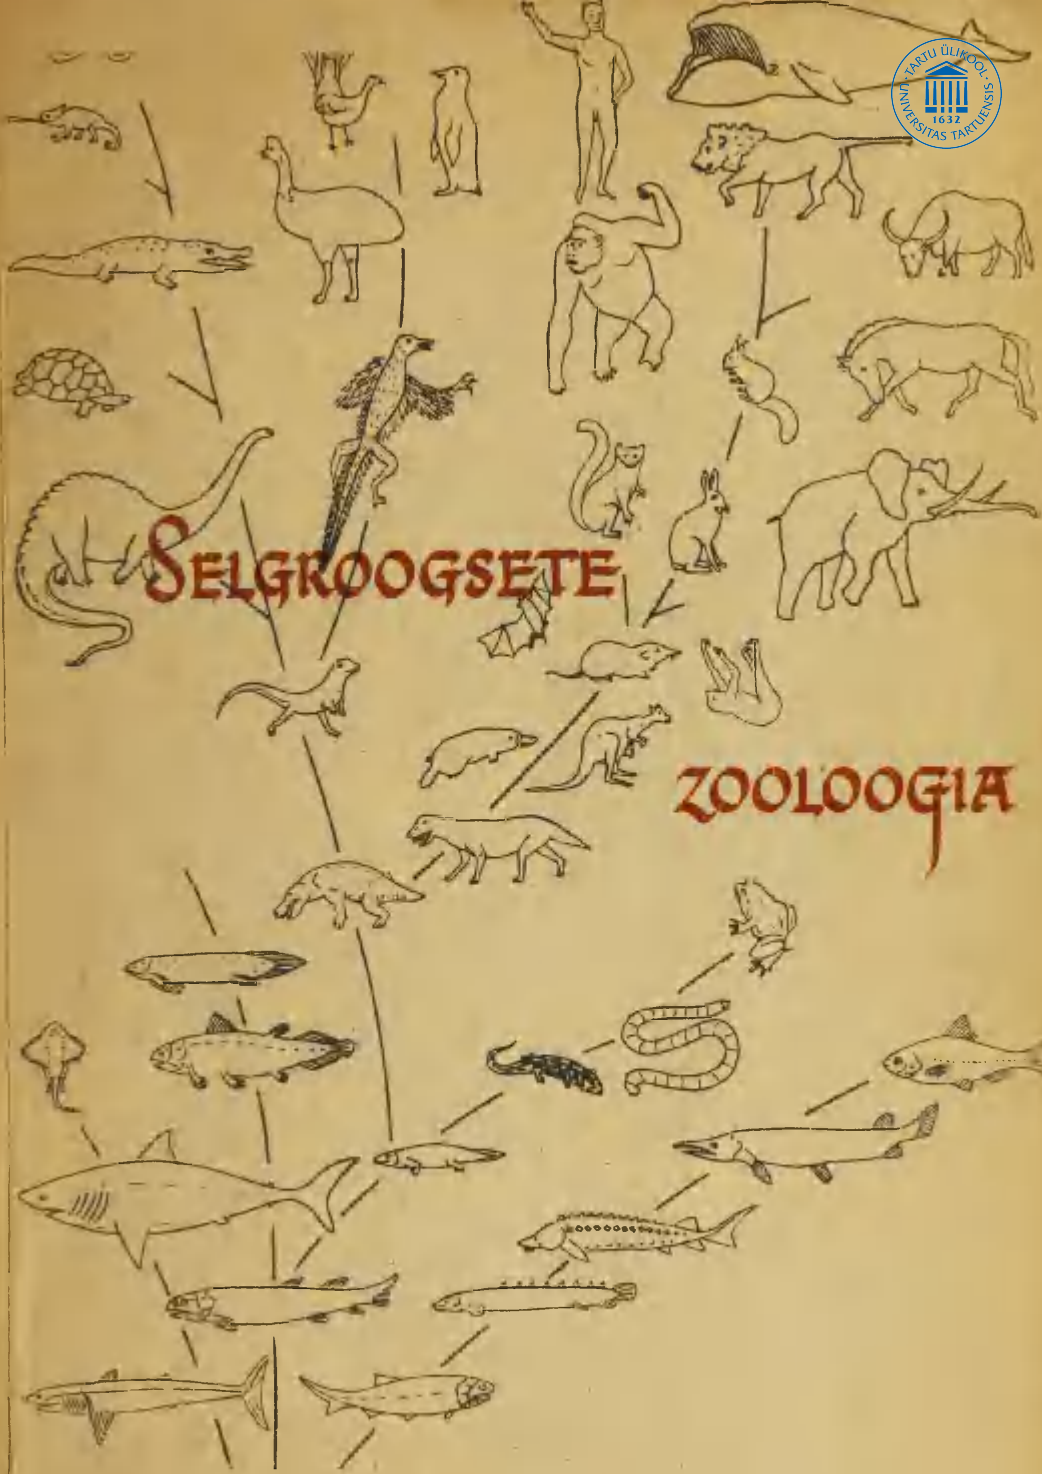 · TARTU ÜLIKOOL ·
UNIVERSITAS TARTUENSIS
1632
SELGROOGSETE
ZOOLOOGIA